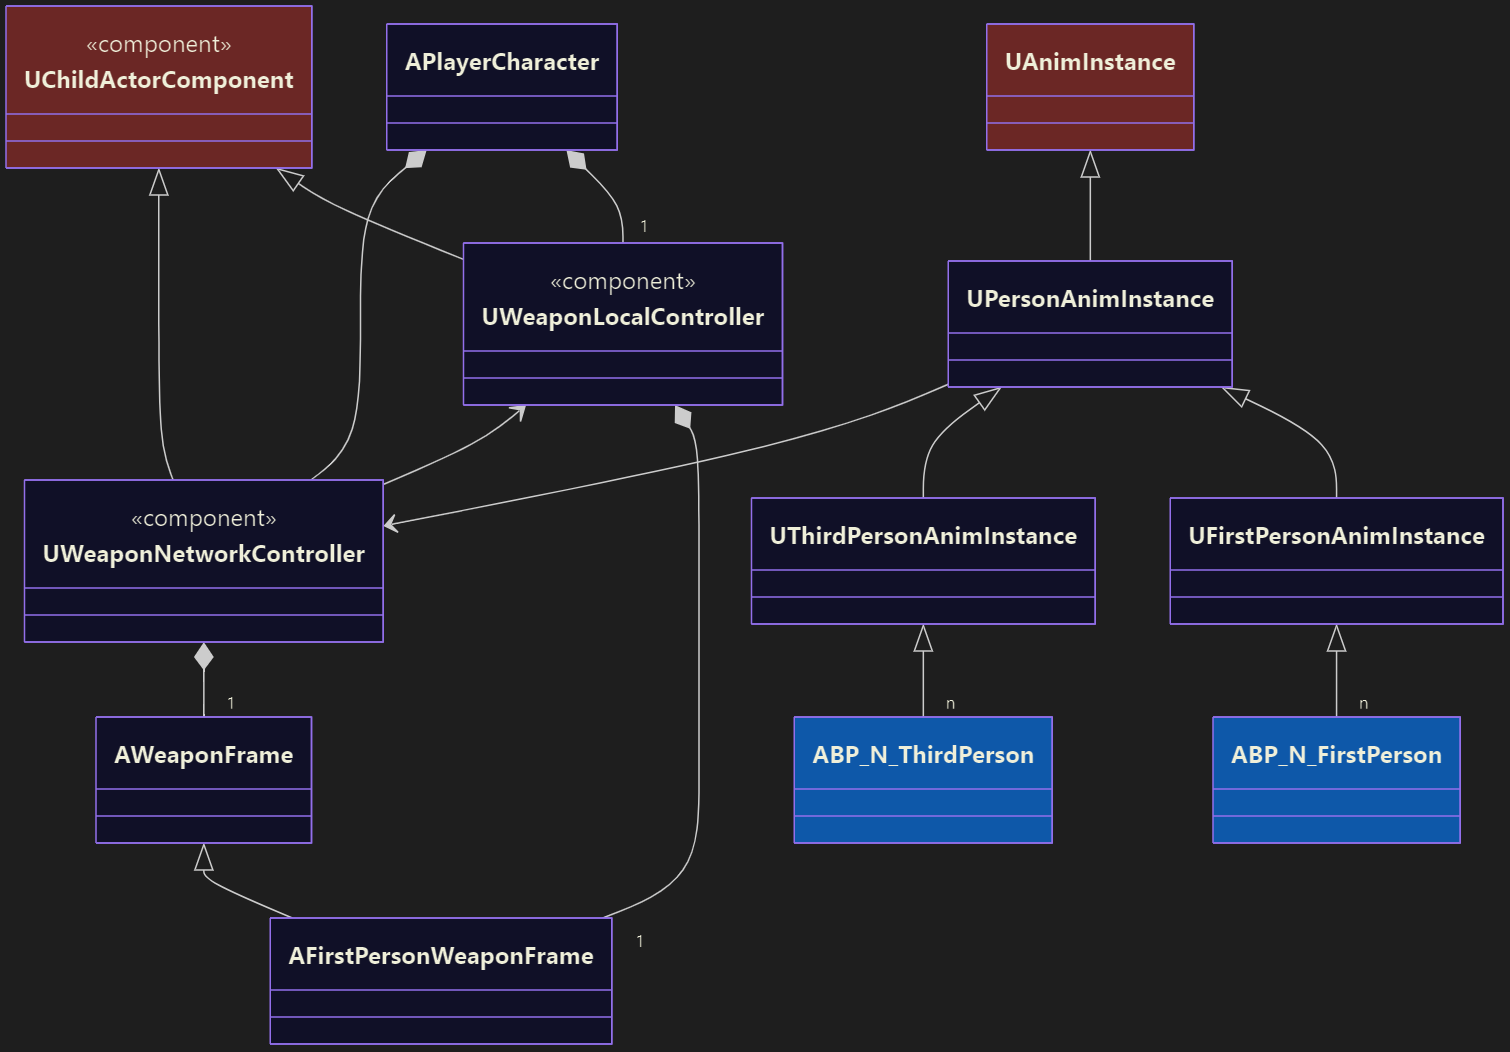 «component»
UChildActorComponent
APlayerCharacter
UAnimInstance
1
«component»
UWeaponLocalController
UPersonAnimInstance
«component»
UWeaponNetworkController
UThirdPersonAnimInstance
UFirstPersonAnimInstance
1
n
n
AWeaponFrame
ABP_N_ThirdPerson
ABP_N_FirstPerson
AFirstPersonWeaponFrame
1